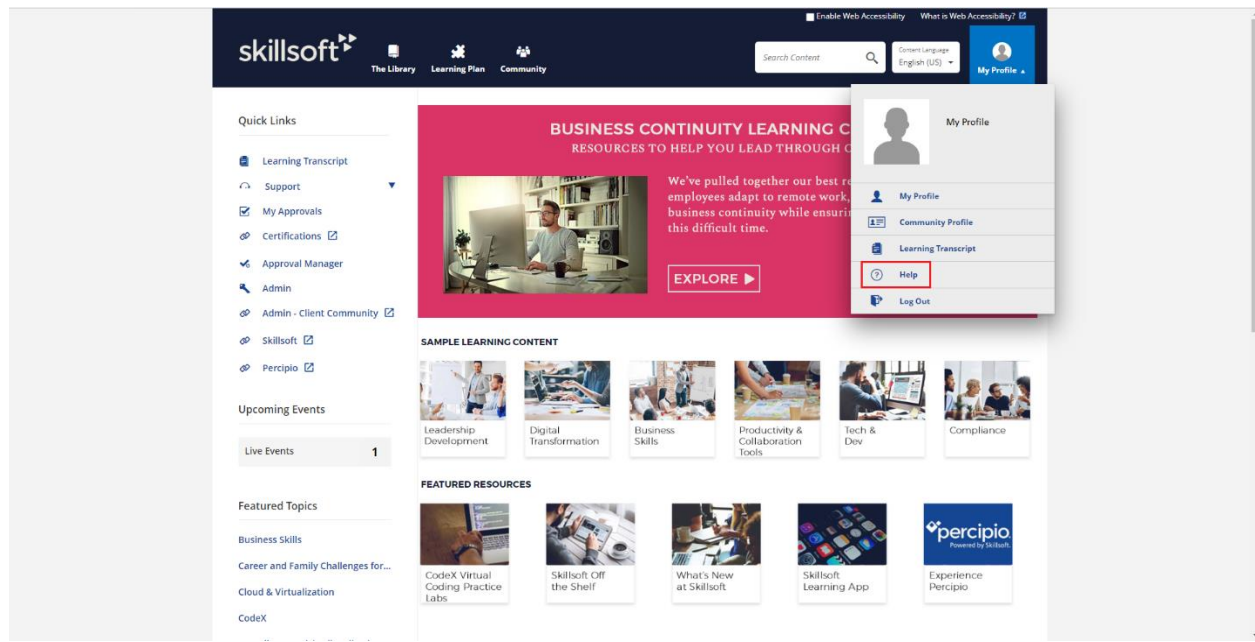 Enable Web Accessibility What is Web Accessibility?
skillsoft
The Library Learning Plan Community
Search Content
Content Language
English (US)
My Profile
My Profile
My Profile
Community Profile
Learning Transcript
Help
Log Out
Quick Links
Learning Transcript
Support
My Approvals
Certifications
Approval Manager
Admin
Admin - Client Community
Skillsoft
Percipio
Upcoming Events
Live Events 1
Featured Topics
Business Skills
Career and Family Challenges for...
Cloud & Virtualization
CodeX
BUSINESS CONTINUITY LEARNING C
RESOURCES TO HELP YOU LEAD THROUGH
We've pulled together our best re
employees adapt to remote work,
business continuity while ensuri
this difficult time.
EXPLORE
SAMPLE LEARNING CONTENT
Leadership
Development
Digital
Transformation
Business
Skills
Productivity &
Collaboration
Tools
Tech &
Dev
Compliance
FEATURED RESOURCES
CodeX Virtual
Coding Practice
Labs
Skillsoft Off
the Shelf
What's New
at Skillsoft
Skillsoft
Learning App
percipio
Powered by Skillsoft
Experience
Percipio